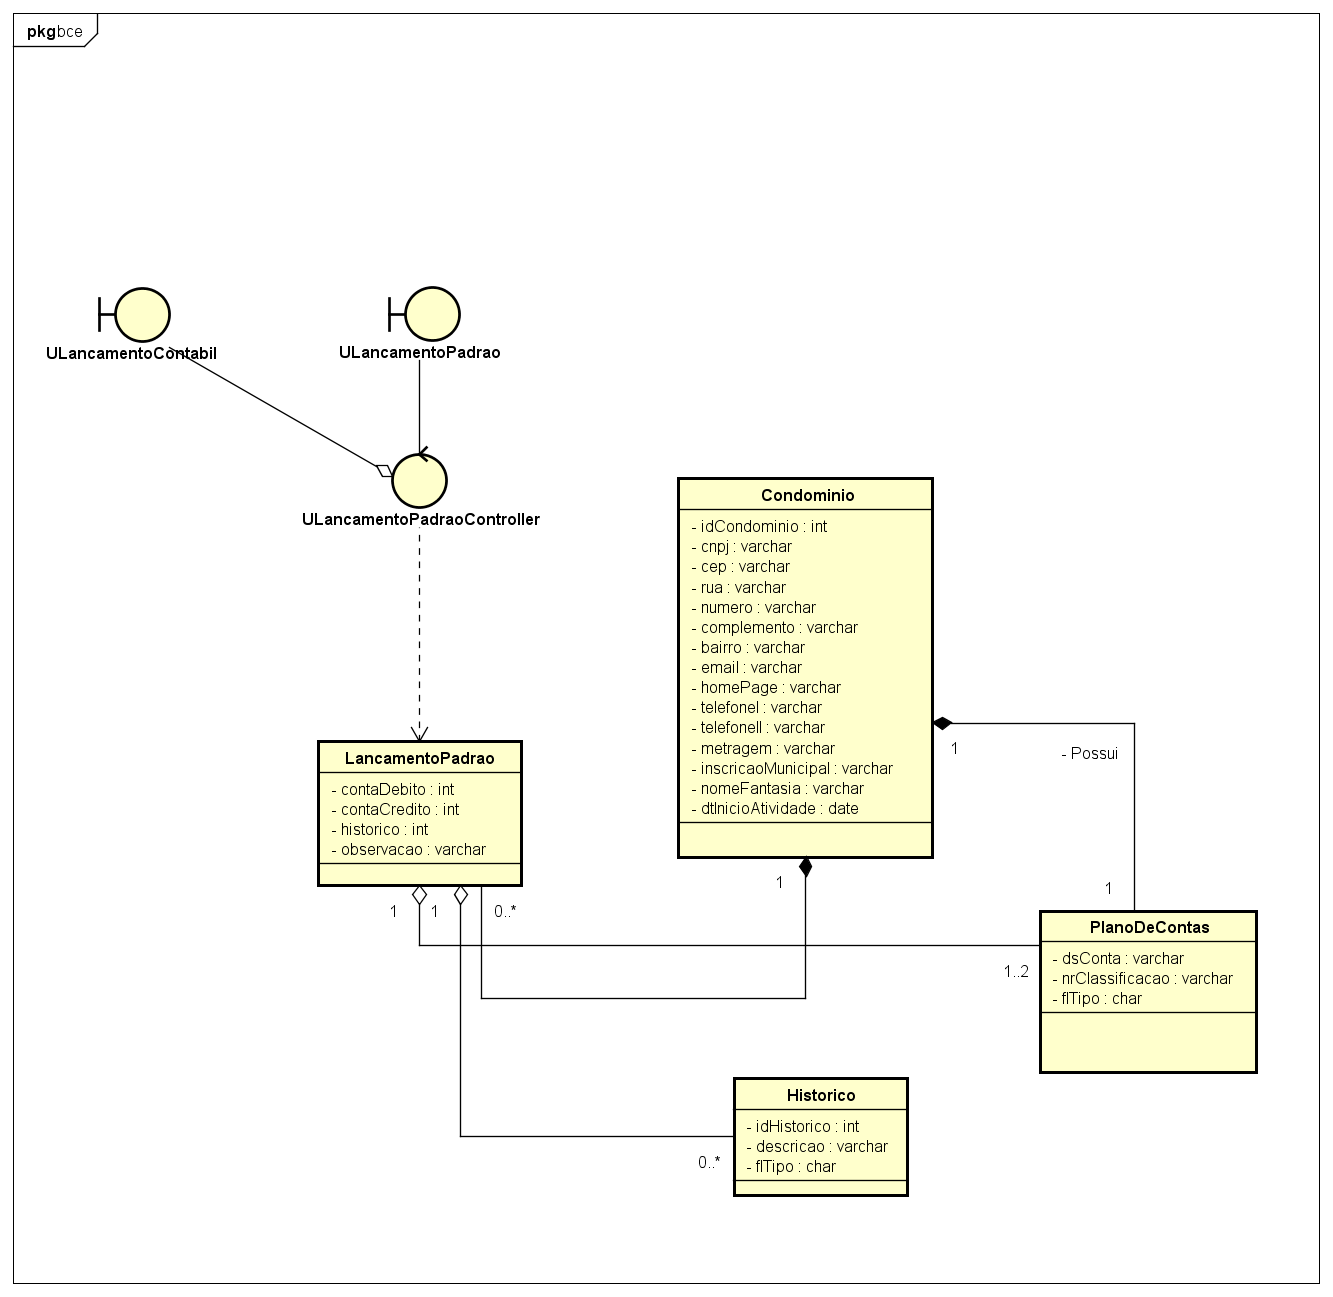 pkg bce
ULancamentoContabil
ULancamentoPadrao
ULancamentoPadraoController
Condominio
- idCondominio : int
- cnpj : varchar
- cep : varchar
- rua : varchar
- numero : varchar
- complemento : varchar
- bairro : varchar
- email : varchar
- homePage : varchar
- telefoneI : varchar
- telefoneII : varchar
- metragem : varchar
- inscricaoMunicipal : varchar
- nomeFantasia : varchar
- dtInicioAtividade : date
1
- Possui
1
LancamentoPadrao
- contaDebito : int
- contaCredito : int
- historico : int
- observacao : varchar
1
1
0..*
1
PlanoDeContas
- dsConta : varchar
- nrClassificacao : varchar
- flTipo : char
1..2
Historico
- idHistorico : int
- descricao : varchar
- flTipo : char
0..*